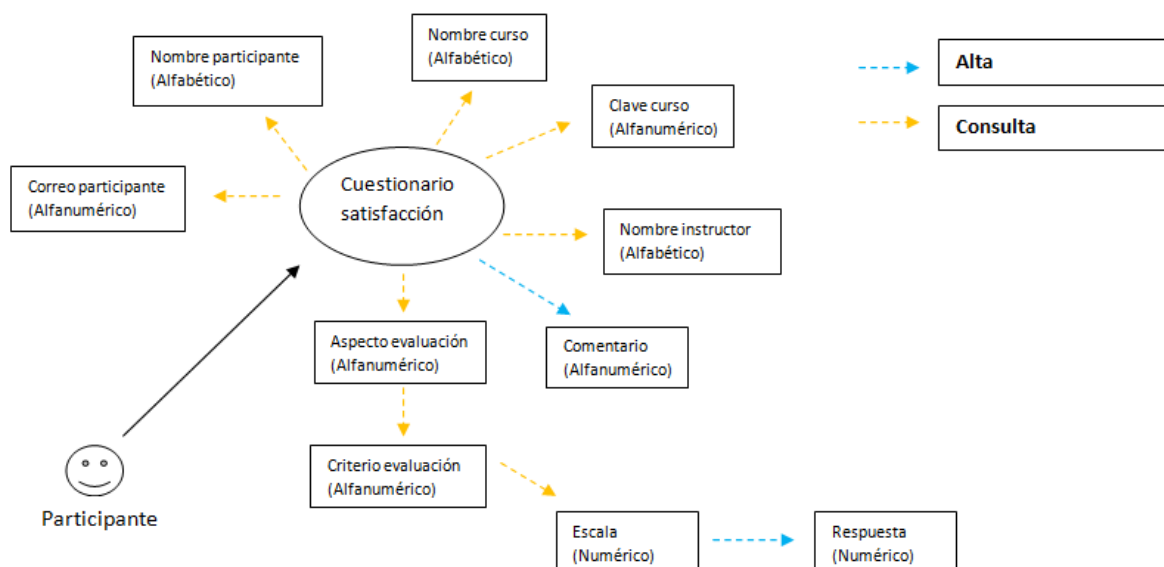 Nombre curso
(Alfabético)
Nombre participante
(Alfabético)
Alta
Clave curso
(Alfanumérico)
Consulta
Correo participante
(Alfanumérico)
Cuestionario
satisfacción
Nombre instructor
(Alfabético)
Aspecto evaluación
(Alfanumérico)
Comentario
(Alfanumérico)
Criterio evaluación
(Alfanumérico)
Participante
Escala
(Numérico)
Respuesta
(Numérico)